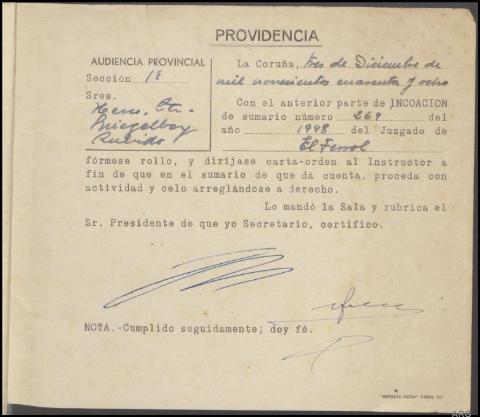 PROVIDENCIA
AUDIENCIA PROVINCIAL
Sección 1ª
Sres.
La Coruña, tres de Diciembre de
mil novecientos cuarenta y ocho
Con el anterior parte de INCOACION
de sumario número 269 del
año 1948 del Juzgado de
El Ferrol
fórmese rollo, y diríjase carta-orden al Instructor a
fin de que en el sumario de que dá cuenta, proceda con
actividad y celo arreglándose a derecho.
Lo mandó la Sala y rubrica el
Sr. Presidente de que yo Secretario, certifico.
NOTA.-Cumplido seguidamente; doy fé.